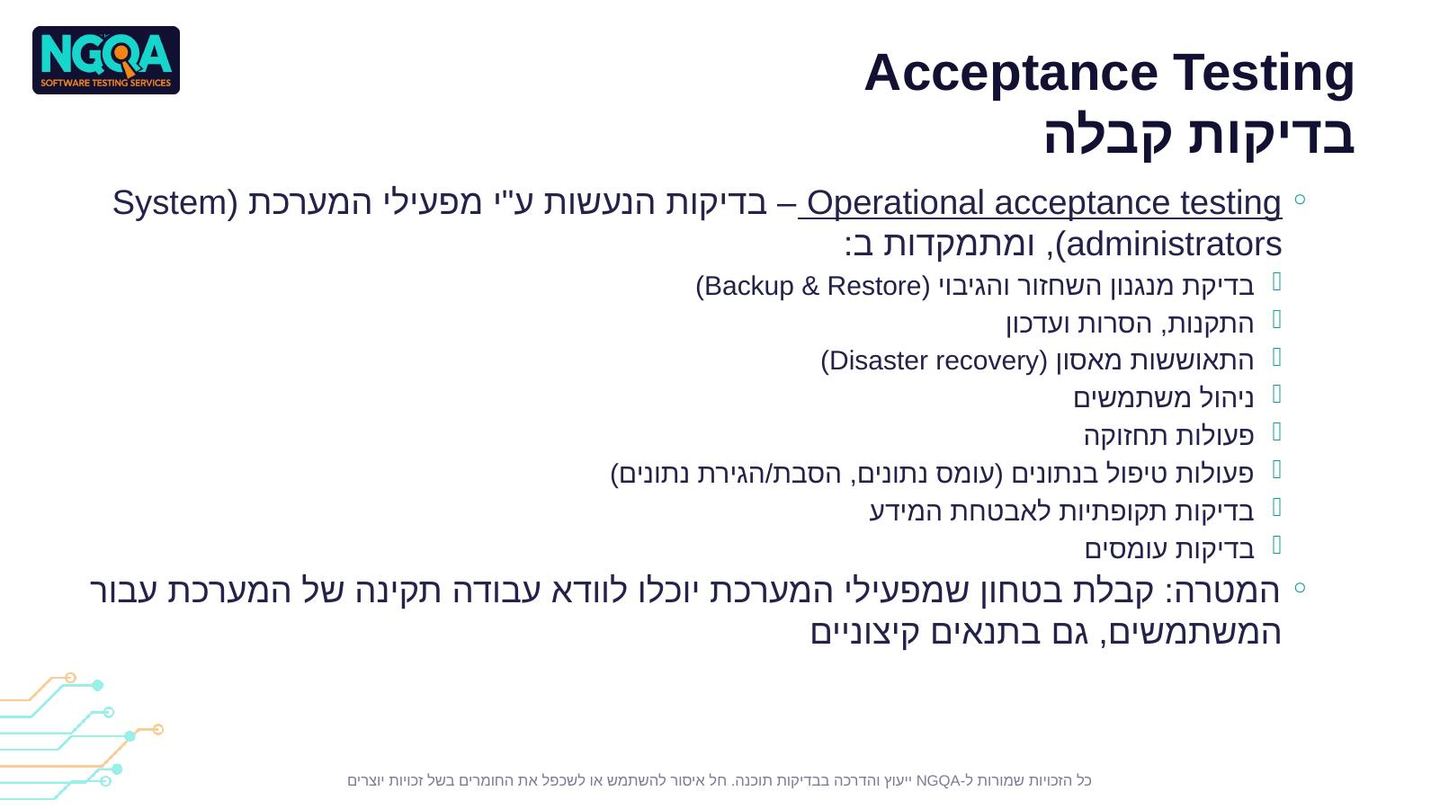 NGQA
SOFTWARE TESTING SERVICES
Acceptance Testing
בדיקות קבלה
Operational acceptance testing – בדיקות הנעשות ע"י מפעילי המערכת (System
administrators), ומתמקדות ב:
בדיקת מנגנון השחזור והגיבוי (Backup & Restore)
התקנות, הסרות ועדכון
התאוששות מאסון (Disaster recovery)
ניהול משתמשים
פעולות תחזוקה
פעולות טיפול בנתונים (עומס נתונים, הסבת/הגירת נתונים)
בדיקות תקופתיות לאבטחת המידע
בדיקות עומסים
המטרה: קבלת בטחון שמפעילי המערכת יוכלו לוודא עבודה תקינה של המערכת עבור
המשתמשים, גם בתנאים קיצוניים
כל הזכויות שמורות ל-NGQA ייעוץ והדרכה בבדיקות תוכנה. חל איסור להשתמש או לשכפל את החומרים בשל זכויות יוצרים